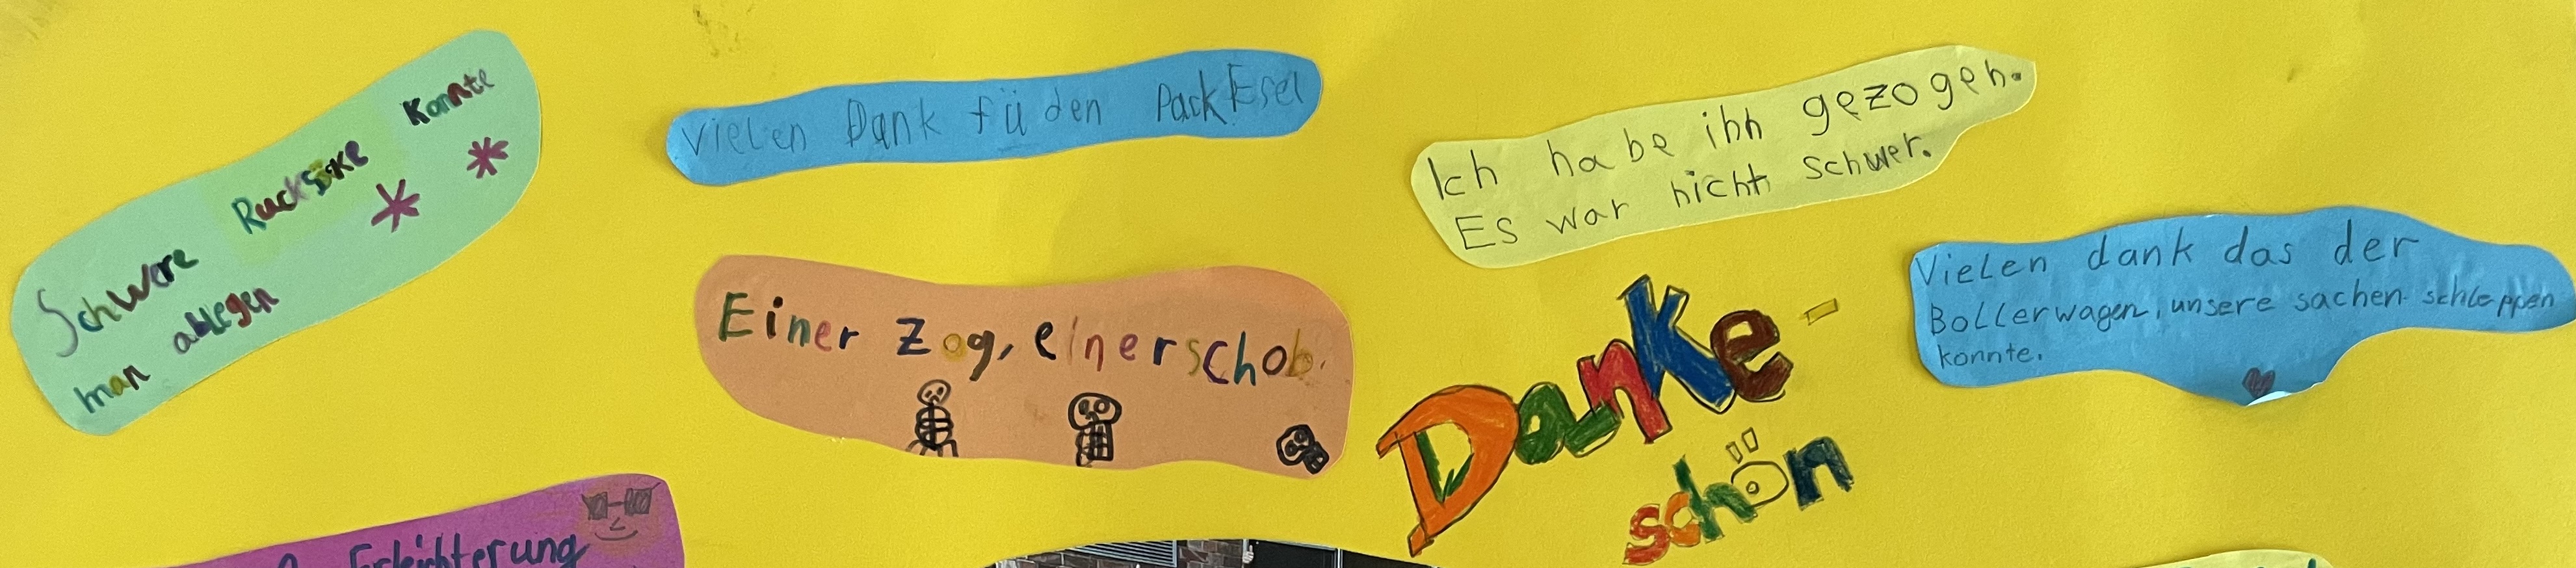 Schwere Rucksäke konnte
man ablegen
Vielen Dank fü den PackEsel
Ich habe ihn gezogen.
Es war nicht schwer.
Einer zog, einer schob.
Danke-
schön
Vielen dank das der
Bollerwagen, unsere sachen schleppen
konnte.
Erleichterung